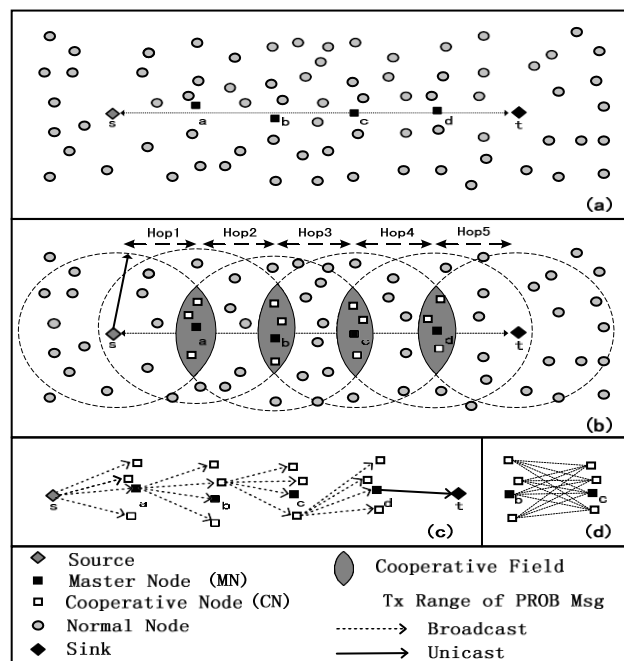 s
a
b
c
d
t
(a)
Hop1 Hop2 Hop3 Hop4 Hop5
s
a
b
c
d
t
(b)
s
a
b
c
d
t
(c)
b
c
(d)
Source
Master Node (MN)
Cooperative Node (CN)
Normal Node
Sink
Cooperative Field
Tx Range of PROB Msg
Broadcast
Unicast